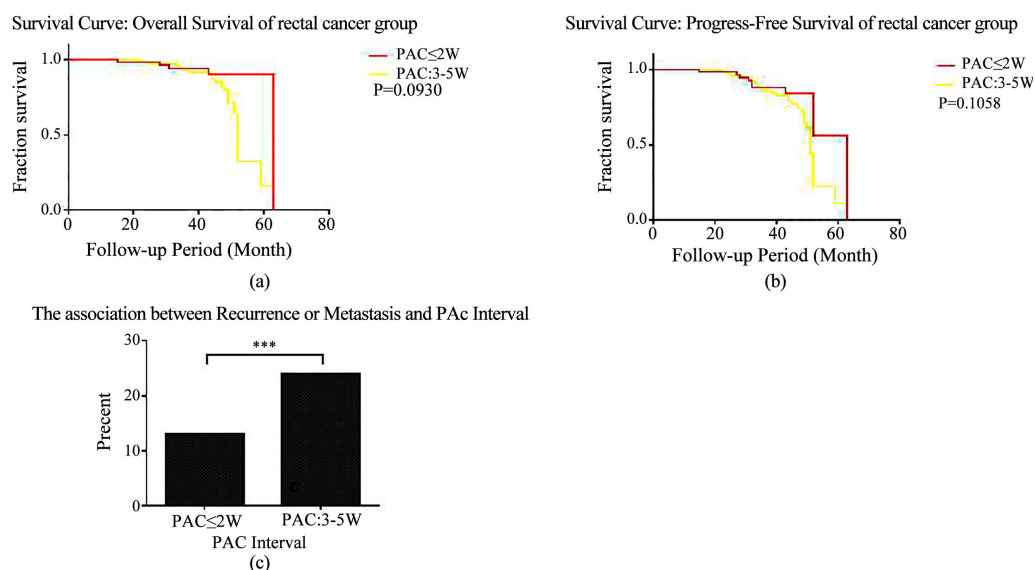 Survival Curve: Overall Survival of rectal cancer group
PAC≤2W
PAC:3-5W
P=0.0930
Fraction survival
1.0
0.5
0.0
0 20 40 60 80
Follow-up Period (Month)
(a)
Survival Curve: Progress-Free Survival of rectal cancer group
PAC≤2W
PAC:3-5W
P=0.1058
Fraction survival
1.0
0.5
0.0
0 20 40 60 80
Follow-up Period (Month)
(b)
The association between Recurrence or Metastasis and PAc Interval
***
Precent
30
20
10
0
C
PAC≤2W PAC:3-5W
PAC Interval
(c)